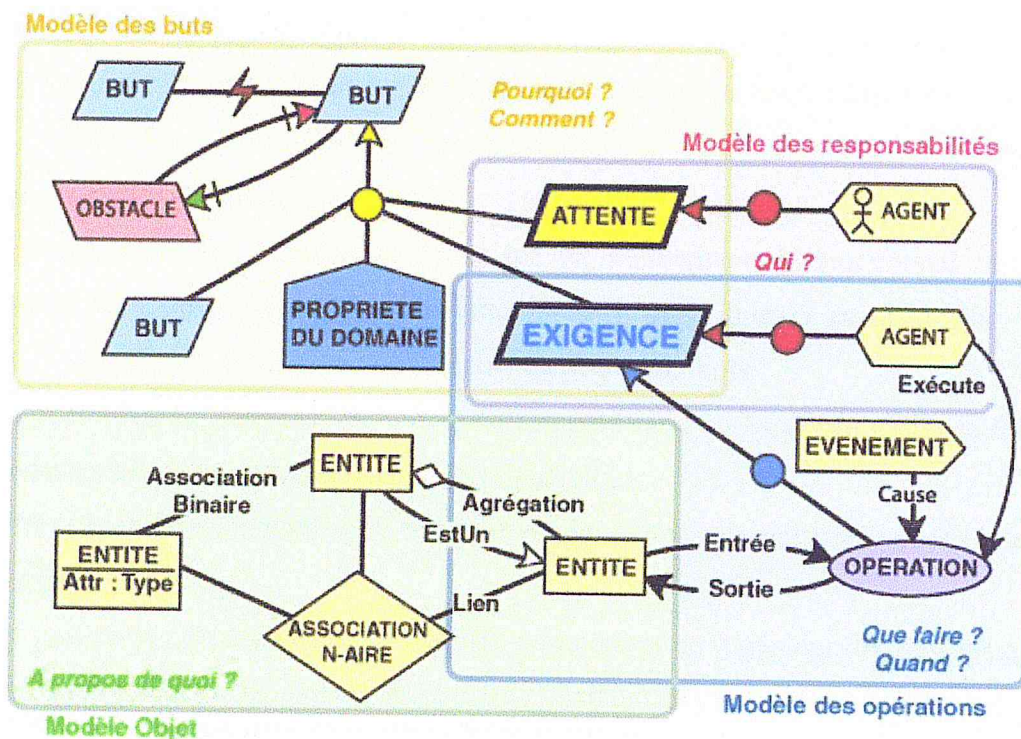 Modèle des buts
BUT
BUT
Pourquoi ?
Comment ?
Modèle des responsabilités
OBSTACLE
ATTENTE
AGENT
Qui ?
BUT
PROPRIETE
DU DOMAINE
EXIGENCE
AGENT
Exécute
EVENEMENT
Cause
Association
Binaire
ENTITE
Agrégation
EstUn
ENTITE
Attr : Type
ENTITE
Entrée
OPERATION
Lien
Sortie
ASSOCIATION
N-AIRE
Que faire ?
Quand ?
A propos de quoi ?
Modèle des opérations
Modèle Objet